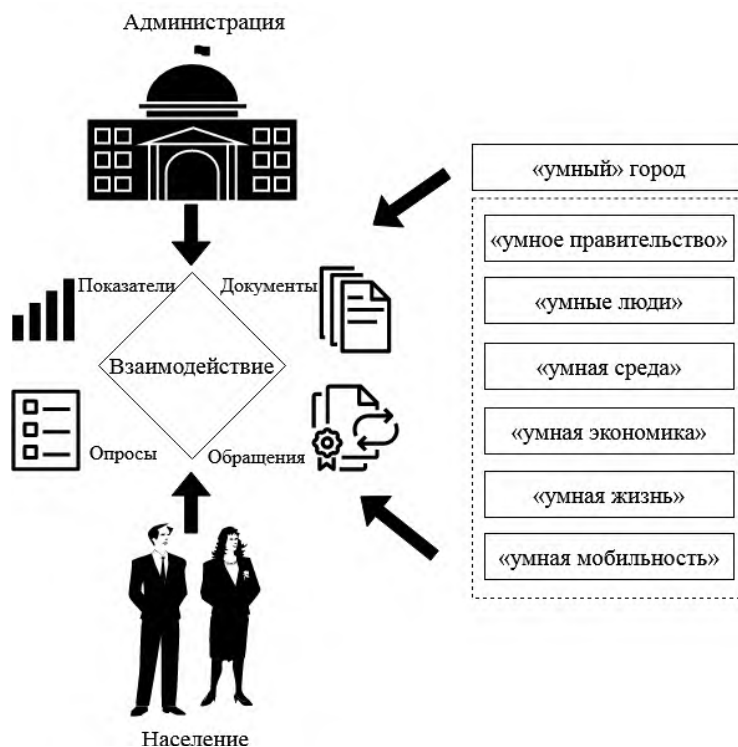 Администрация
«умный» город
«умное правительство»
Показатели
Документы
«умные люди»
Взаимодействие
«умная среда»
«умная экономика»
Опросы
Обращения
«умная жизнь»
«умная мобильность»
Население